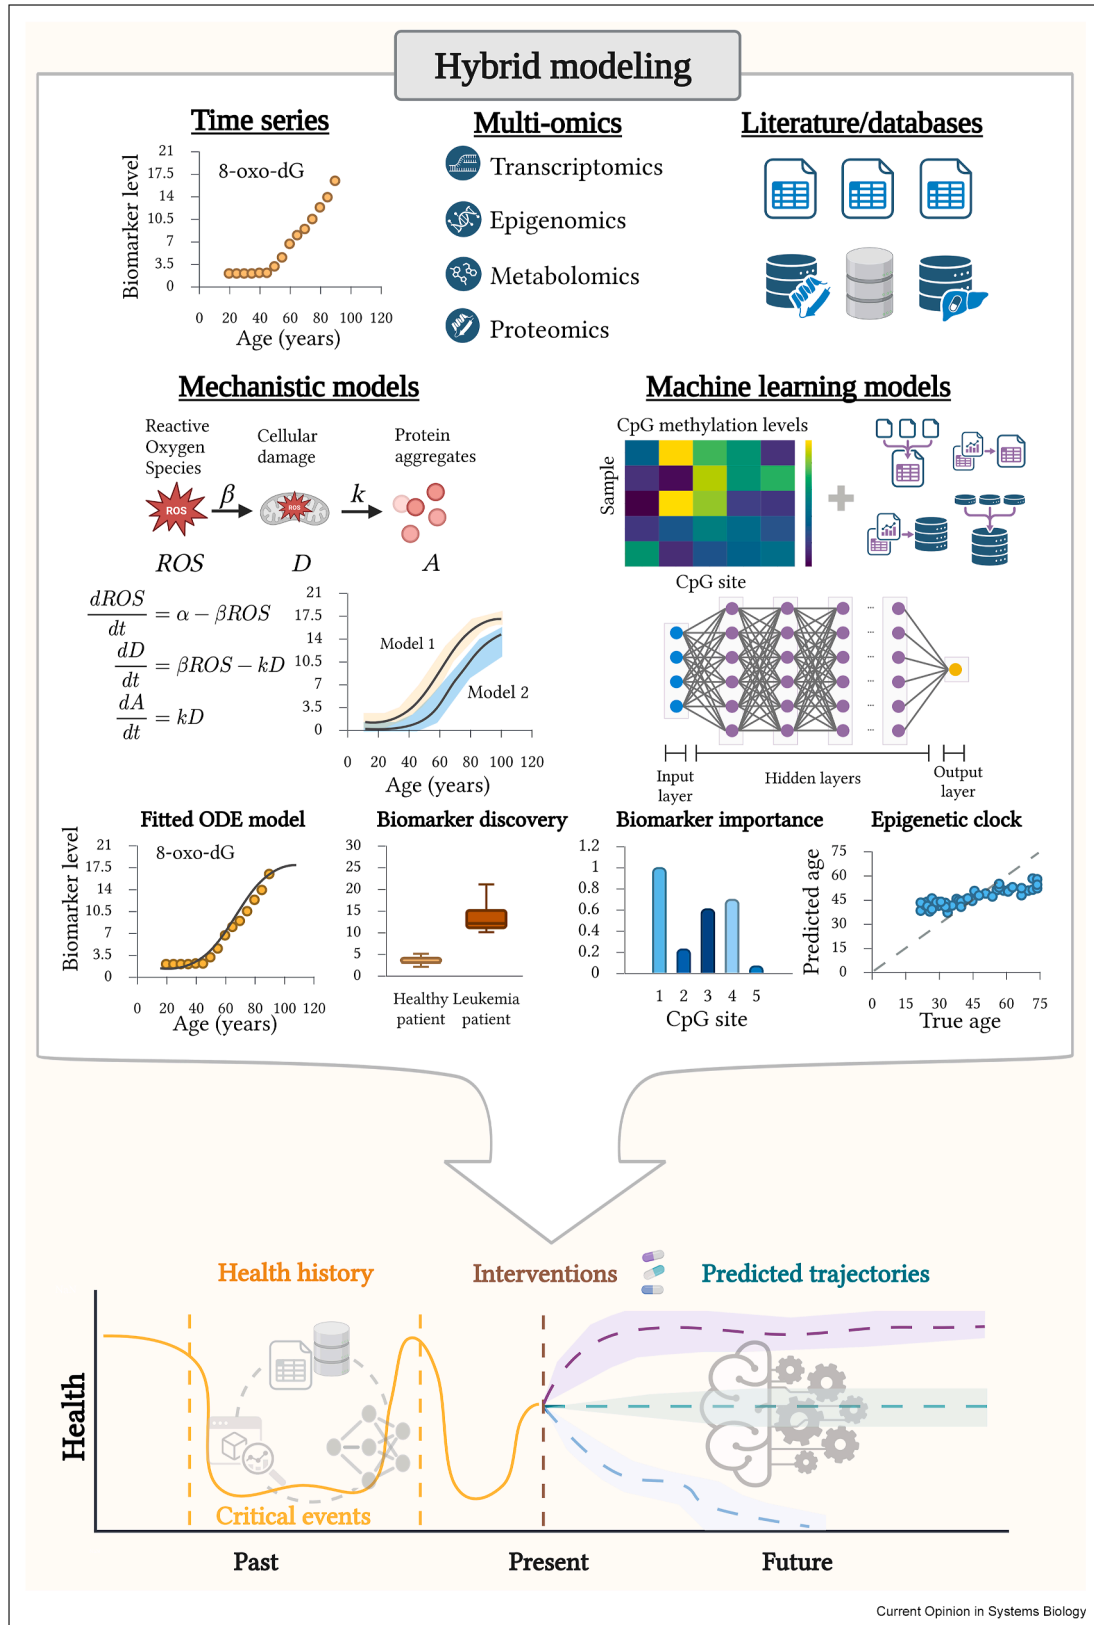 Hybrid modeling
Time series
Multi-omics
Literature/databases
Biomarker level
21
17.5
14
10.5
7
3.5
0
8-oxo-dG
0 20 40 60 80 100 120
Age (years)
Transcriptomics
Epigenomics
Metabolomics
Proteomics
Mechanistic models
Machine learning models
Reactive
Oxygen
Species
Cellular
damage
Protein
aggregates
ROS
β
ROS
k
ROS
D
A
dROS/dt = α − βROS
dD/dt = βROS − kD
dA/dt = kD
21
17.5
14
10.5
7
3.5
0
Model 1
Model 2
0 20 40 60 80 100 120
Age (years)
CpG methylation levels
Sample
CpG site
...
...
...
...
...
...
Input
layer
Hidden layers
Output
layer
Fitted ODE model
Biomarker level
21
17.5
14
10.5
7
3.5
0
8-oxo-dG
0 20 40 60 80 100 120
Age (years)
Biomarker discovery
30
25
20
15
10
5
0
Healthy
patient
Leukemia
patient
Biomarker importance
1.2
1
0.8
0.6
0.4
0.2
0
1 2 3 4 5
CpG site
Epigenetic clock
Predicted age
75
60
45
30
15
0
0 15 30 45 60 75
True age
Health history
Interventions
Predicted trajectories
Health
Critical events
Past
Present
Future
Current Opinion in Systems Biology